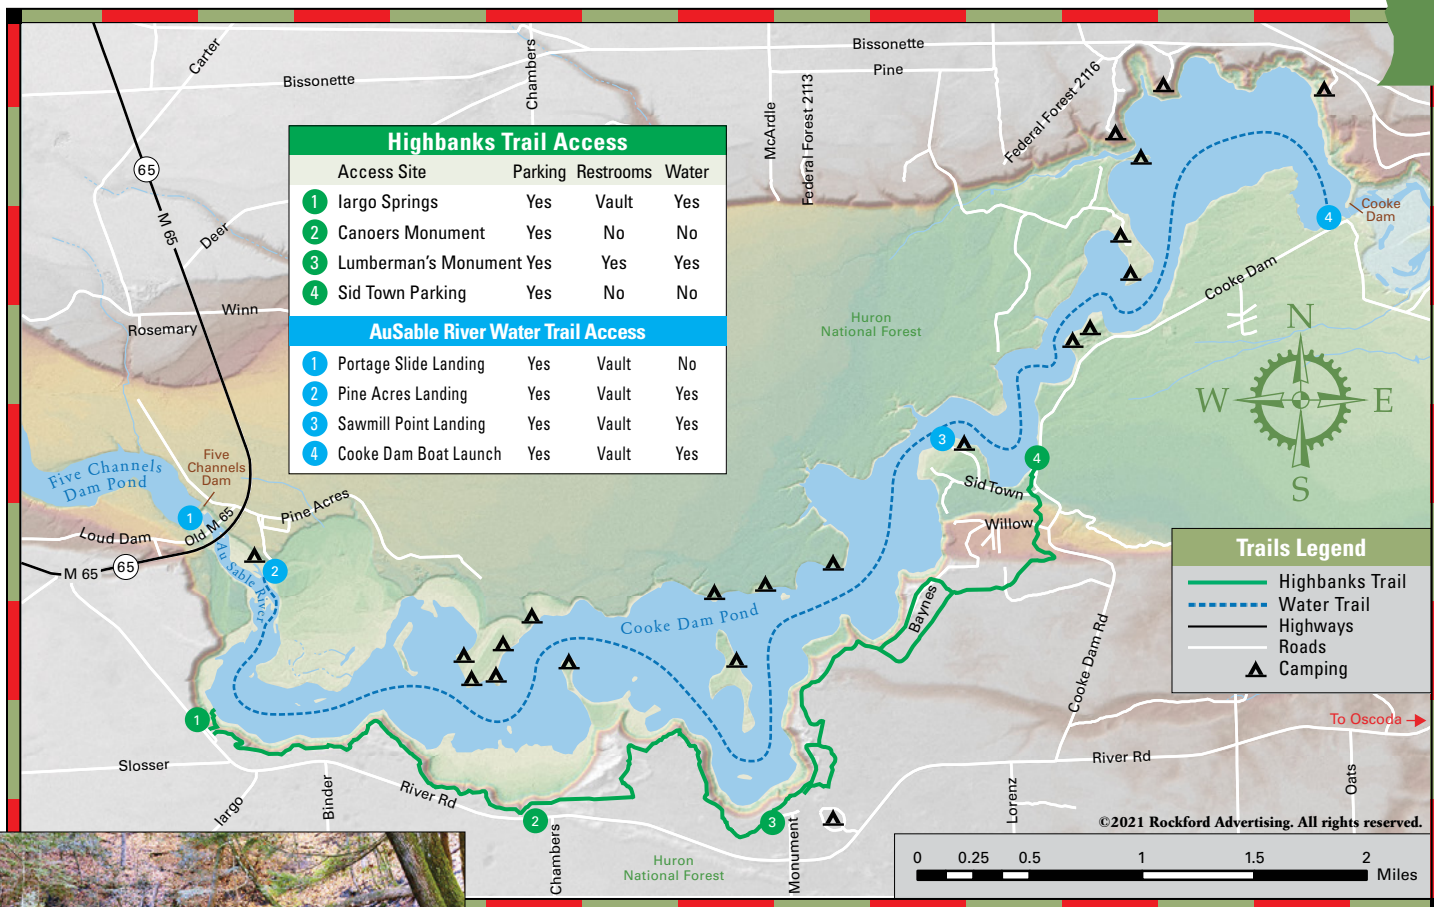 Carter
Bissonette
Chambers
Bissonette
Pine
McArdle
Federal Forest 2113
Federal Forest 2116
65
M 65
Deer
Winn
Rosemary
Highbanks Trail Access
Access Site Parking Restrooms Water
1 Iargo Springs Yes Vault Yes
2 Canoers Monument Yes No No
3 Lumberman's Monument Yes Yes Yes
4 Sid Town Parking Yes No No
AuSable River Water Trail Access
1 Portage Slide Landing Yes Vault No
2 Pine Acres Landing Yes Vault Yes
3 Sawmill Point Landing Yes Vault Yes
4 Cooke Dam Boat Launch Yes Vault Yes
Cooke
Dam
4
Cooke Dam
Huron
National Forest
N
W E
S
Five Channels
Dam Pond
Five
Channels
Dam
1
Old M 65
Pine Acres
Loud Dam
M 65
65
Au Sable River
2
3
4
Sid Town
Willow
Baynes
Cooke Dam Pond
Cooke Dam Rd
Trails Legend
Highbanks Trail
Water Trail
Highways
Roads
Camping
To Oscoda
1
Slosser
Iargo
Binder
River Rd
2
Chambers
3
Monument
River Rd
Lorenz
Oats
Huron
National Forest
©2021 Rockford Advertising. All rights reserved.
0 0.25 0.5 1 1.5 2
Miles